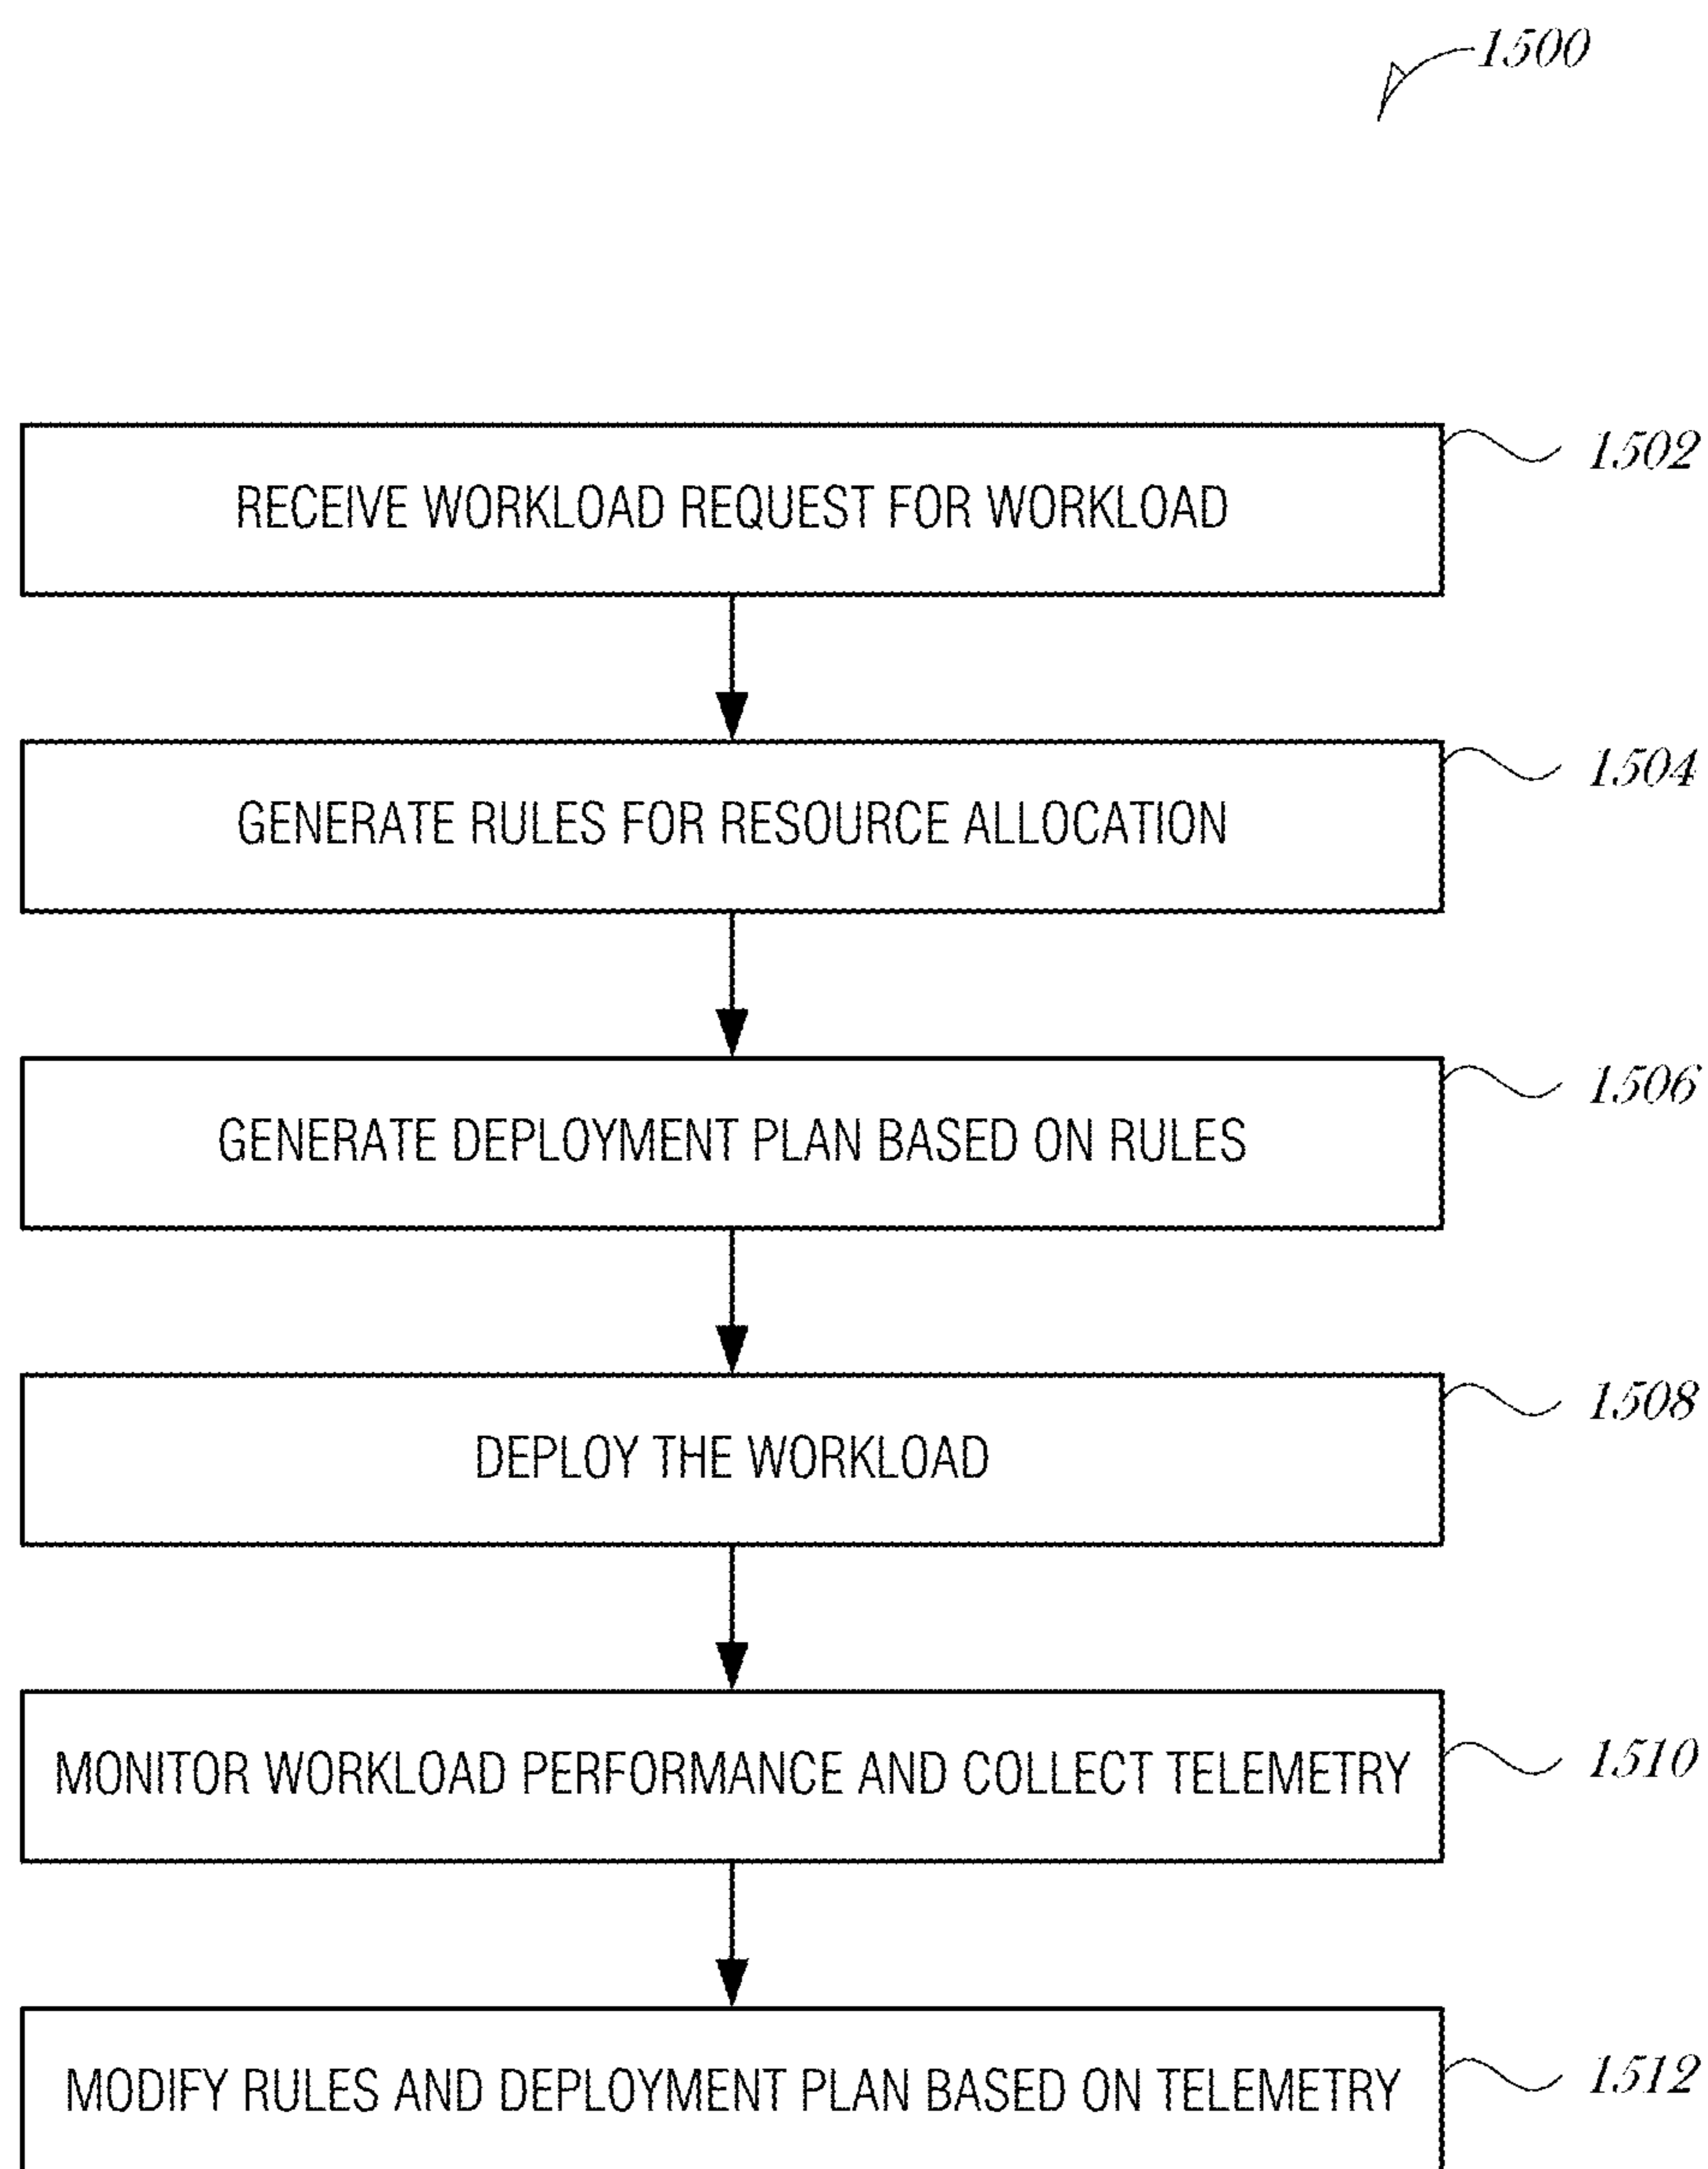 1500
RECEIVE WORKLOAD REQUEST FOR WORKLOAD
1502
GENERATE RULES FOR RESOURCE ALLOCATION
1504
GENERATE DEPLOYMENT PLAN BASED ON RULES
1506
DEPLOY THE WORKLOAD
1508
MONITOR WORKLOAD PERFORMANCE AND COLLECT TELEMETRY
1510
MODIFY RULES AND DEPLOYMENT PLAN BASED ON TELEMETRY
1512